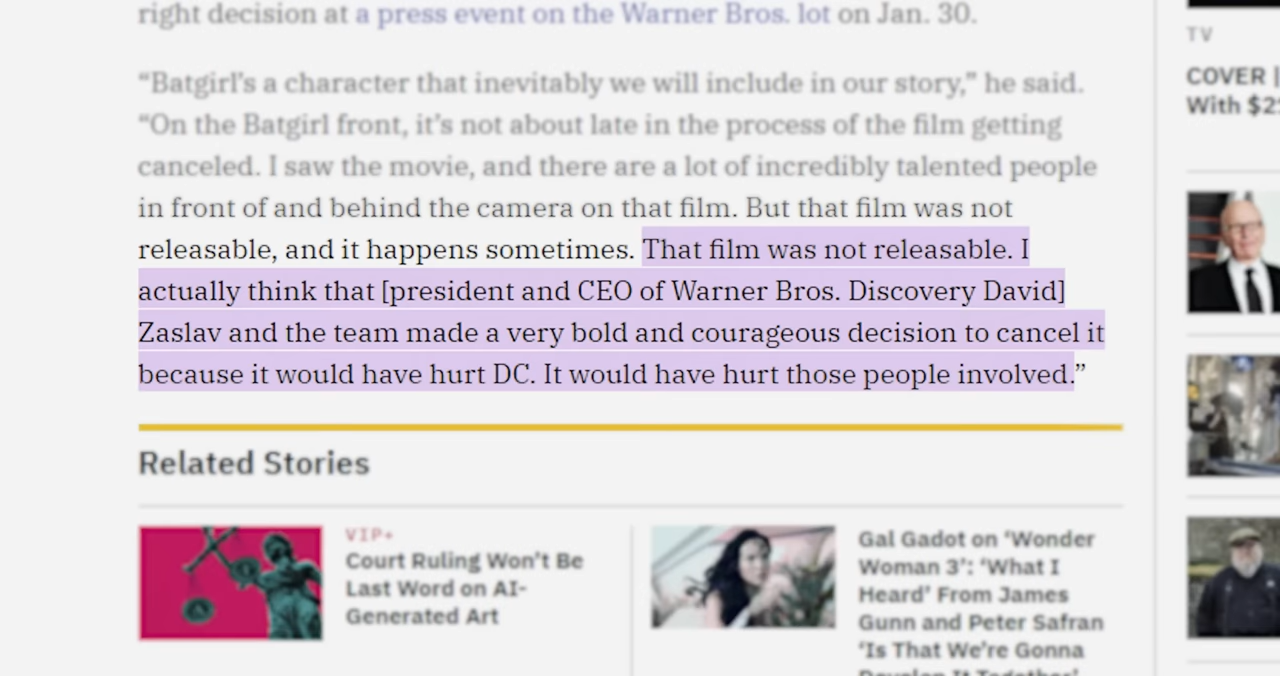 right decision at a press event on the Warner Bros. lot on Jan. 30.
“Batgirl’s a character that inevitably we will include in our story,” he said.
“On the Batgirl front, it’s not about late in the process of the film getting
canceled. I saw the movie, and there are a lot of incredibly talented people
in front of and behind the camera on that film. But that film was not
releasable, and it happens sometimes. That film was not releasable. I
actually think that [president and CEO of Warner Bros. Discovery David]
Zaslav and the team made a very bold and courageous decision to cancel it
because it would have hurt DC. It would have hurt those people involved.”
Related Stories
VIP+
Court Ruling Won’t Be
Last Word on AI-
Generated Art
Gal Gadot on ‘Wonder
Woman 3’: ‘What I
Heard’ From James
Gunn and Peter Safran
‘Is That We’re Gonna
Develop It Together’
TV
COVER |
With $2